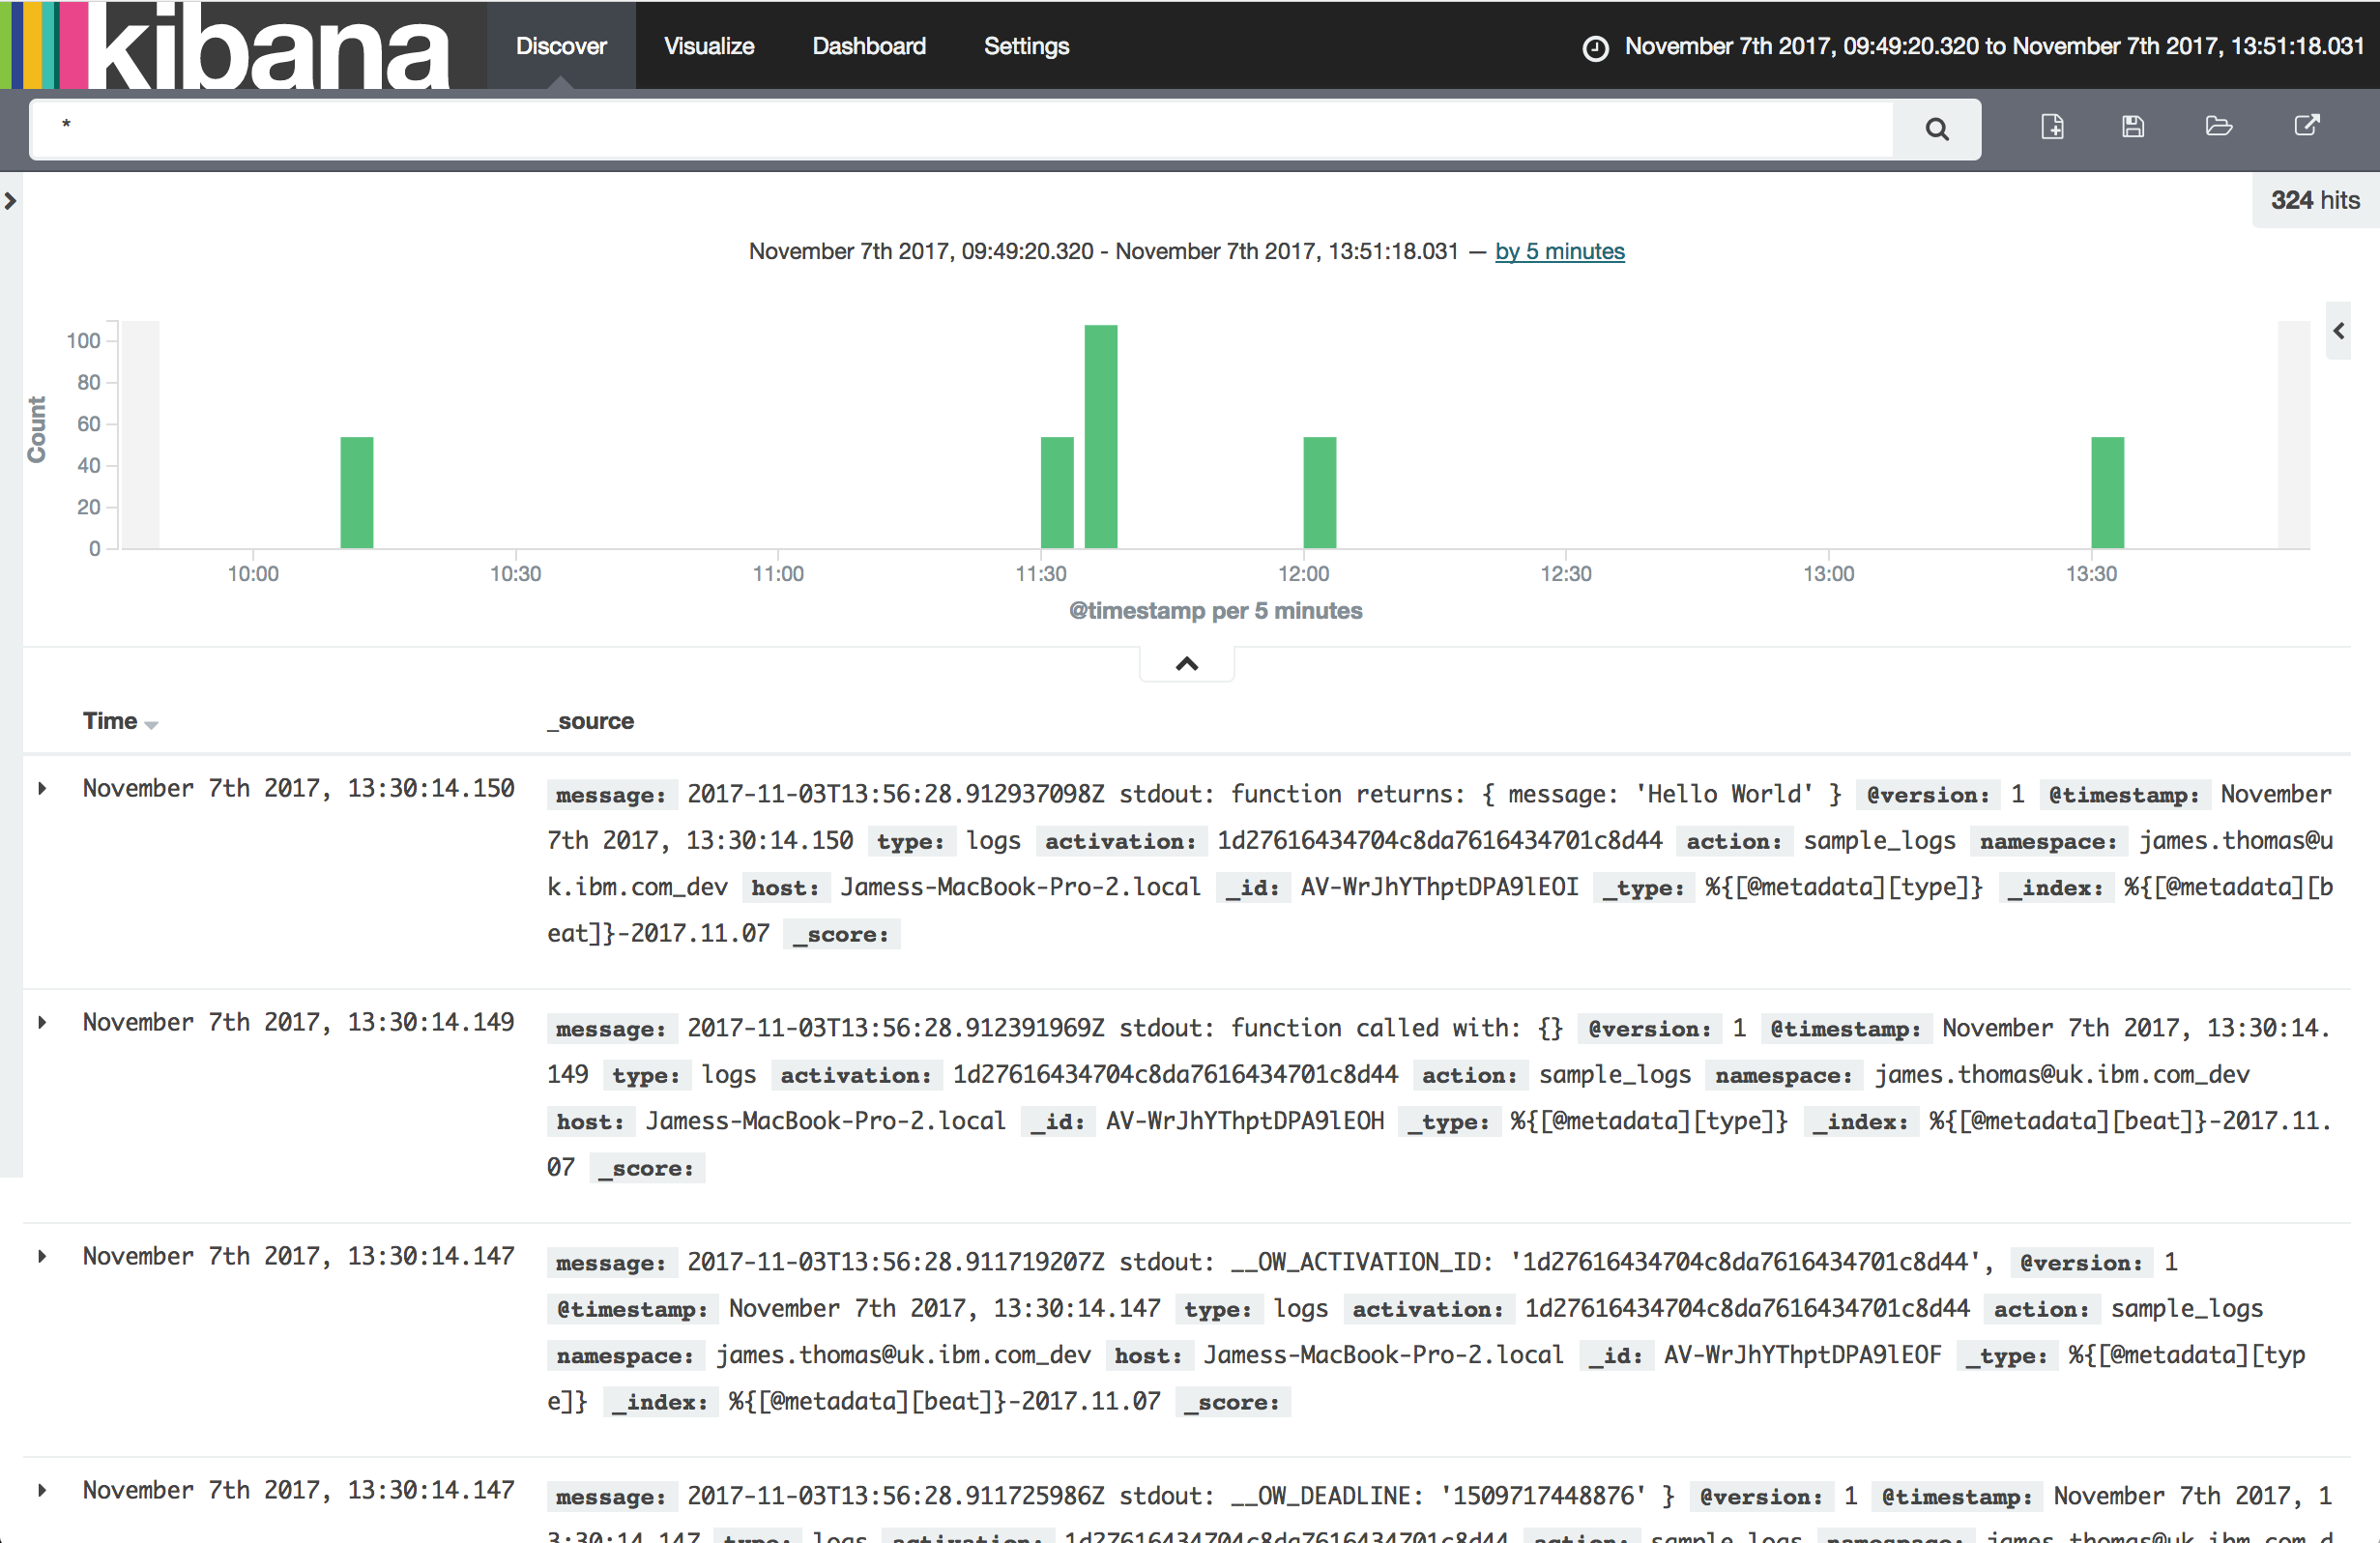 kibana Discover Visualize Dashboard Settings November 7th 2017, 09:49:20.320 to November 7th 2017, 13:51:18.031
*
324 hits
November 7th 2017, 09:49:20.320 - November 7th 2017, 13:51:18.031 — by 5 minutes
Count
100
80
60
40
20
0
10:00 10:30 11:00 11:30 12:00 12:30 13:00 13:30
@timestamp per 5 minutes
Time _source
November 7th 2017, 13:30:14.150 message: 2017-11-03T13:56:28.912937098Z stdout: function returns: { message: 'Hello World' } @version: 1 @timestamp: November
7th 2017, 13:30:14.150 type: logs activation: 1d27616434704c8da7616434701c8d44 action: sample_logs namespace: james.thomas@u
k.ibm.com_dev host: Jamess-MacBook-Pro-2.local _id: AV-WrJhYThptDPA9lEOI _type: %{[@metadata][type]} _index: %{[@metadata][b
eat]}-2017.11.07 _score:
November 7th 2017, 13:30:14.149 message: 2017-11-03T13:56:28.912391969Z stdout: function called with: {} @version: 1 @timestamp: November 7th 2017, 13:30:14.
149 type: logs activation: 1d27616434704c8da7616434701c8d44 action: sample_logs namespace: james.thomas@uk.ibm.com_dev
host: Jamess-MacBook-Pro-2.local _id: AV-WrJhYThptDPA9lEOH _type: %{[@metadata][type]} _index: %{[@metadata][beat]}-2017.11.
07 _score:
November 7th 2017, 13:30:14.147 message: 2017-11-03T13:56:28.911719207Z stdout: __OW_ACTIVATION_ID: '1d27616434704c8da7616434701c8d44', @version: 1
@timestamp: November 7th 2017, 13:30:14.147 type: logs activation: 1d27616434704c8da7616434701c8d44 action: sample_logs
namespace: james.thomas@uk.ibm.com_dev host: Jamess-MacBook-Pro-2.local _id: AV-WrJhYThptDPA9lEOF _type: %{[@metadata][typ
e]} _index: %{[@metadata][beat]}-2017.11.07 _score:
November 7th 2017, 13:30:14.147 message: 2017-11-03T13:56:28.911725986Z stdout: __OW_DEADLINE: '1509717448876' } @version: 1 @timestamp: November 7th 2017, 1
3:30:14.147 type: logs activation: 1d27616434704c8da7616434701c8d44 action: sample_logs namespace: james.thomas@uk.ibm.com_d